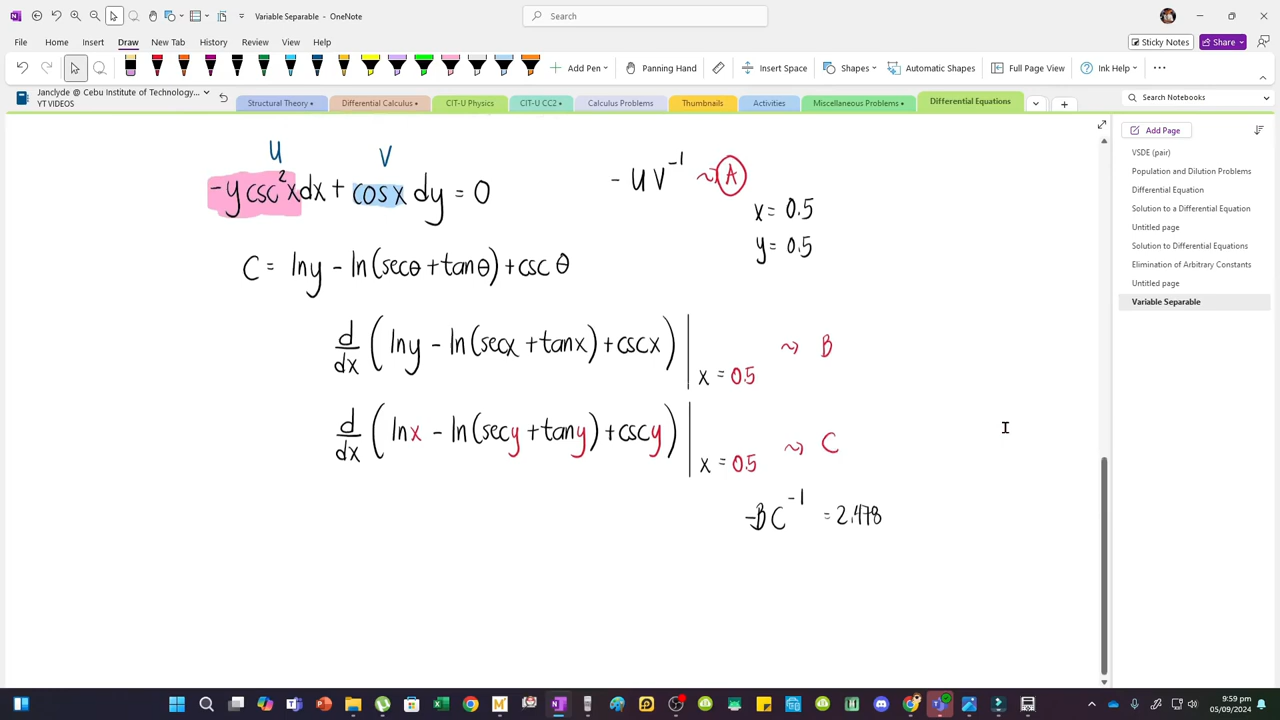 Variable Separable - OneNote
Search
File Home Insert Draw New Tab History Review View Help
Sticky Notes
Share
Add Pen
Panning Hand
Insert Space
Shapes
Automatic Shapes
Full Page View
Ink Help
Janclyde @ Cebu Institute of Technology...
YT VIDEOS
Structural Theory
Differential Calculus
CIT-U Physics
CIT-U CC2
Calculus Problems
Thumbnails
Activities
Miscellaneous Problems
Differential Equations
Search Notebooks
Add Page
VSDE (pair)
Population and Dilution Problems
Differential Equation
Solution to a Differential Equation
Untitled page
Solution to Differential Equations
Elimination of Arbitrary Constants
Untitled page
Variable Separable
U V
-y csc²x dx + cosx dy = 0
- U V⁻¹ ~> A
x = 0.5
y = 0.5
C = lny - ln(secθ + tanθ) + cscθ
d/dx (lny - ln(secx + tanx) + cscx) | x = 0.5 ~> B
d/dx (lnx - ln(secy + tany) + cscy) | x = 0.5 ~> C
-BC⁻¹ = 2.478
9:59 pm
05/09/2024